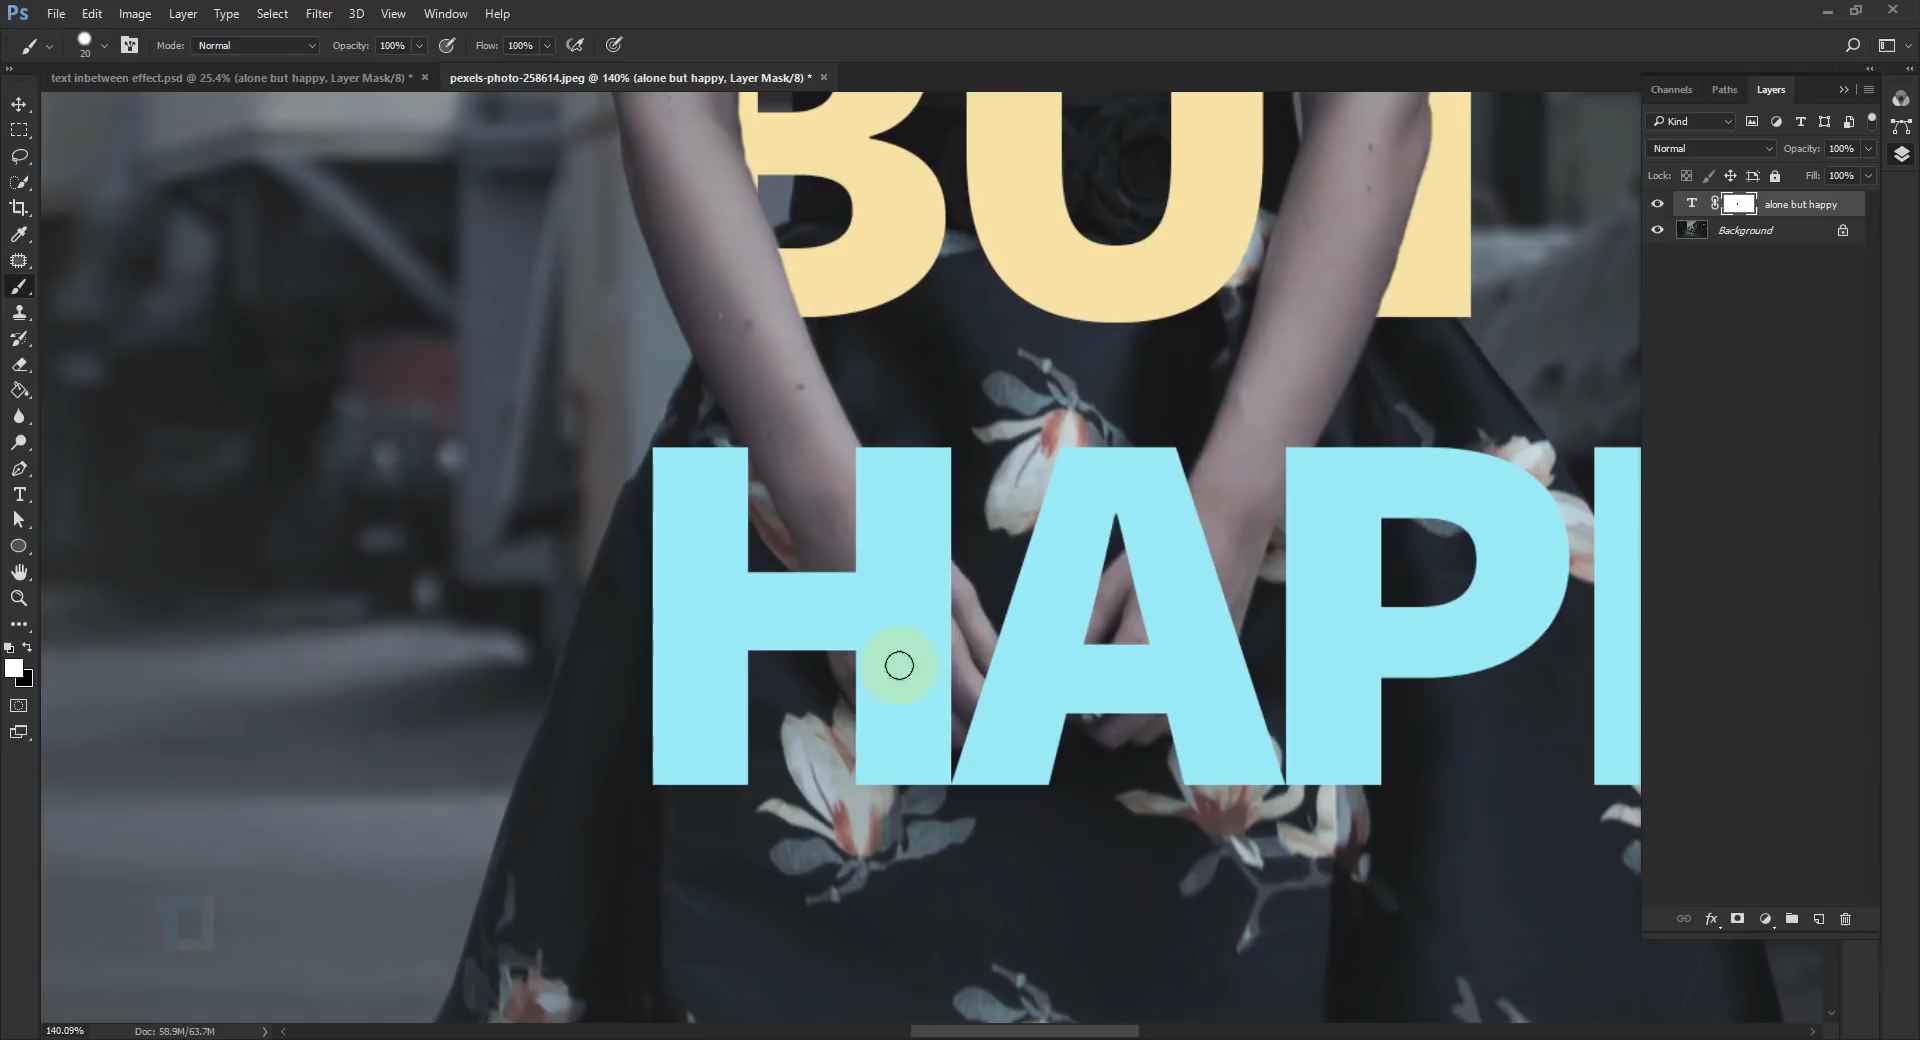 Ps File Edit Image Layer Type Select Filter 3D View Window Help
20 Mode: Normal Opacity: 100% Flow: 100%
text inbetween effect.psd @ 25.4% (alone but happy, Layer Mask/8) * × pexels-photo-258614.jpeg @ 140% (alone but happy, Layer Mask/8) * ×
Channels Paths Layers
Kind
Normal Opacity: 100%
Lock: Fill: 100%
alone but happy
Background
BUT
HAPP
140.09% Doc: 58.9M/63.7M